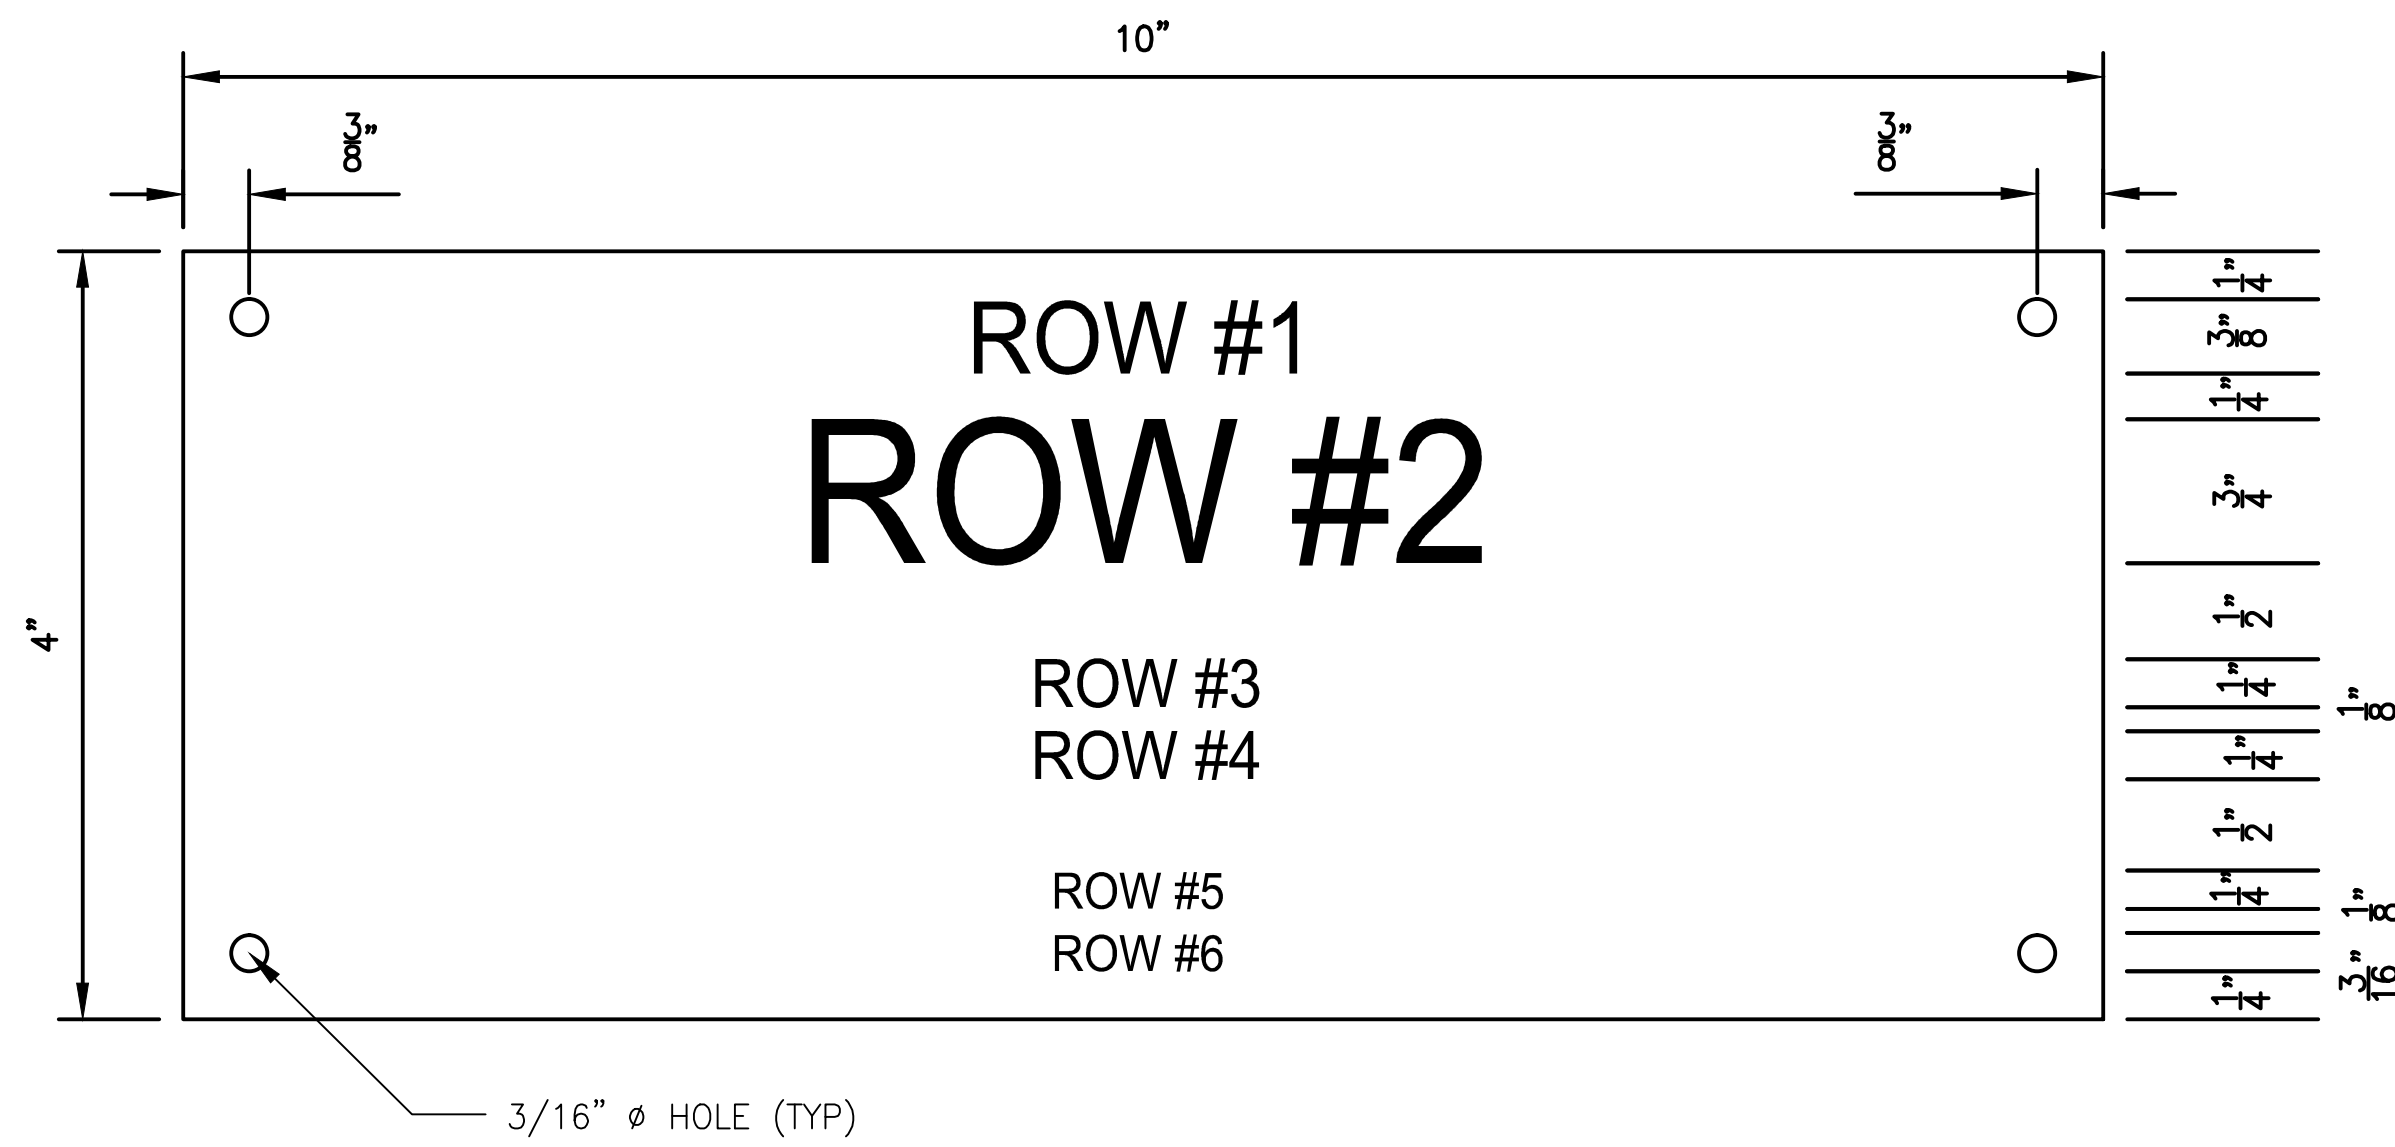 10"
3/8" 3/8"
1/4"
ROW #1
3/8"
1/4"
ROW #2
3/4"
4"
1/2"
ROW #3
1/4"
1/8"
ROW #4
1/4"
1/2"
ROW #5
1/4"
1/8"
ROW #6
3/16"
1/4"
3/16" ø HOLE (TYP)